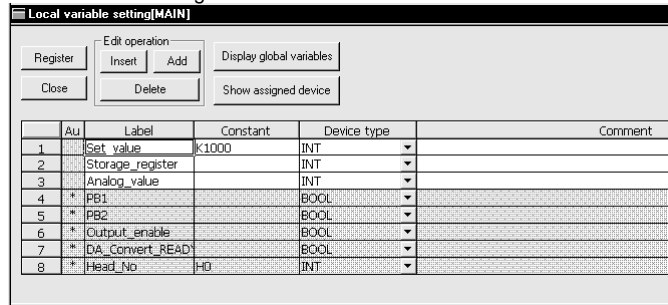 Local variable setting[MAIN]
Edit operation
Register Insert Add Display global variables
Close Delete Show assigned device
Au Label Constant Device type Comment
1 Set_value K1000 INT
2 Storage_register INT
3 Analog_value INT
4 * PB1 BOOL
5 * PB2 BOOL
6 * Output_enable BOOL
7 * DA_Convert_READY BOOL
8 * Head_No H0 INT